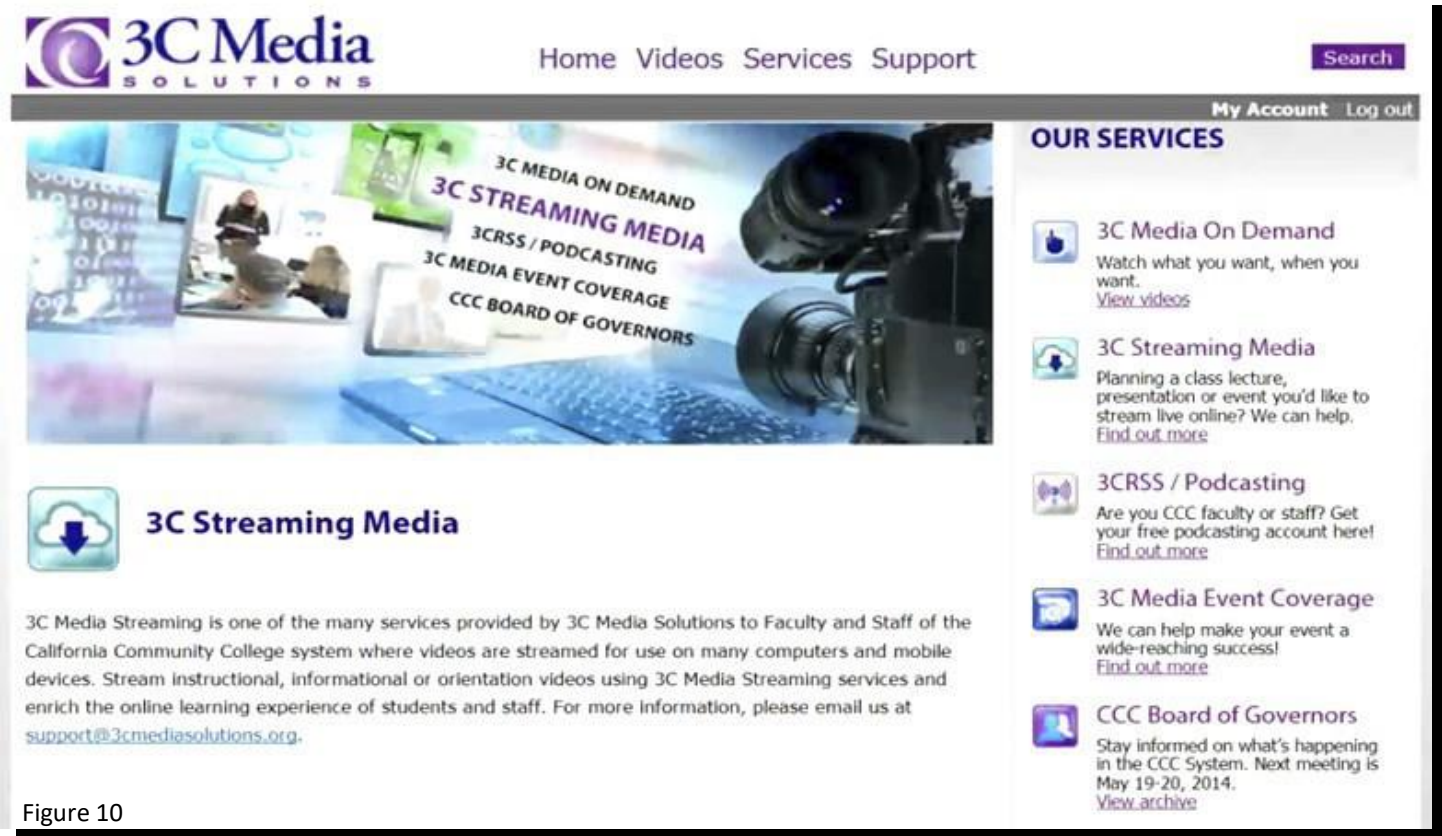 3C Media
SOLUTIONS
Home Videos Services Support
Search
My Account Log out
3C MEDIA ON DEMAND
3C STREAMING MEDIA
3CRSS / PODCASTING
3C MEDIA EVENT COVERAGE
CCC BOARD OF GOVERNORS
3C Streaming Media
3C Media Streaming is one of the many services provided by 3C Media Solutions to Faculty and Staff of the
California Community College system where videos are streamed for use on many computers and mobile
devices. Stream instructional, informational or orientation videos using 3C Media Streaming services and
enrich the online learning experience of students and staff. For more information, please email us at
support@3cmediasolutions.org.
OUR SERVICES
3C Media On Demand
Watch what you want, when you
want.
View videos
3C Streaming Media
Planning a class lecture,
presentation or event you'd like to
stream live online? We can help.
Find out more
3CRSS / Podcasting
Are you CCC faculty or staff? Get
your free podcasting account here!
Find out more
3C Media Event Coverage
We can help make your event a
wide-reaching success!
Find out more
CCC Board of Governors
Stay informed on what's happening
in the CCC System. Next meeting is
May 19-20, 2014.
View archive
Figure 10